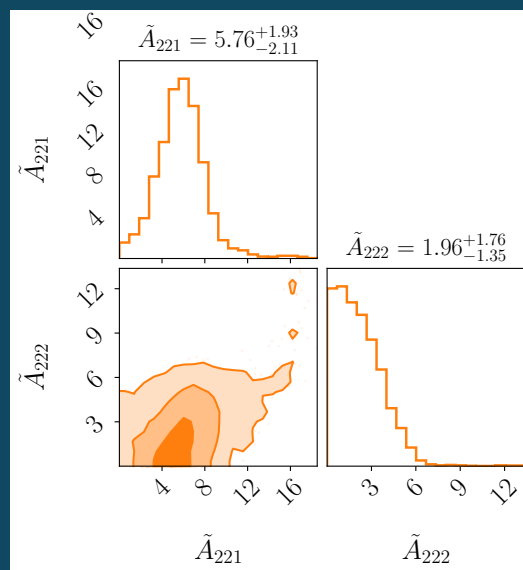 16
Ã₂₂₁ = 5.76⁺¹·⁹³₋₂.₁₁
16
12
8
4
Ã₂₂₁
Ã₂₂₂ = 1.96⁺¹·⁷⁶₋₁.₃₅
12
9
6
3
Ã₂₂₂
4 8 12 16
3 6 9 12
Ã₂₂₁ Ã₂₂₂